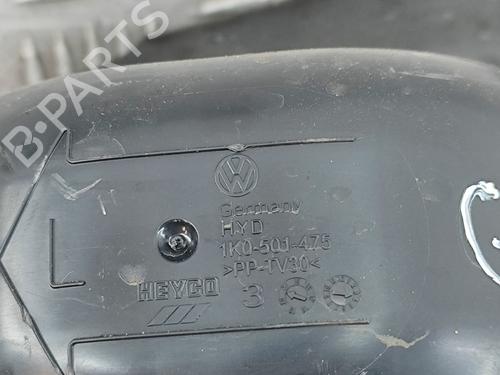 B-PARTS
Germany
HYD
1K0-501-475
>PP-TV30<
HEYCO
3
L